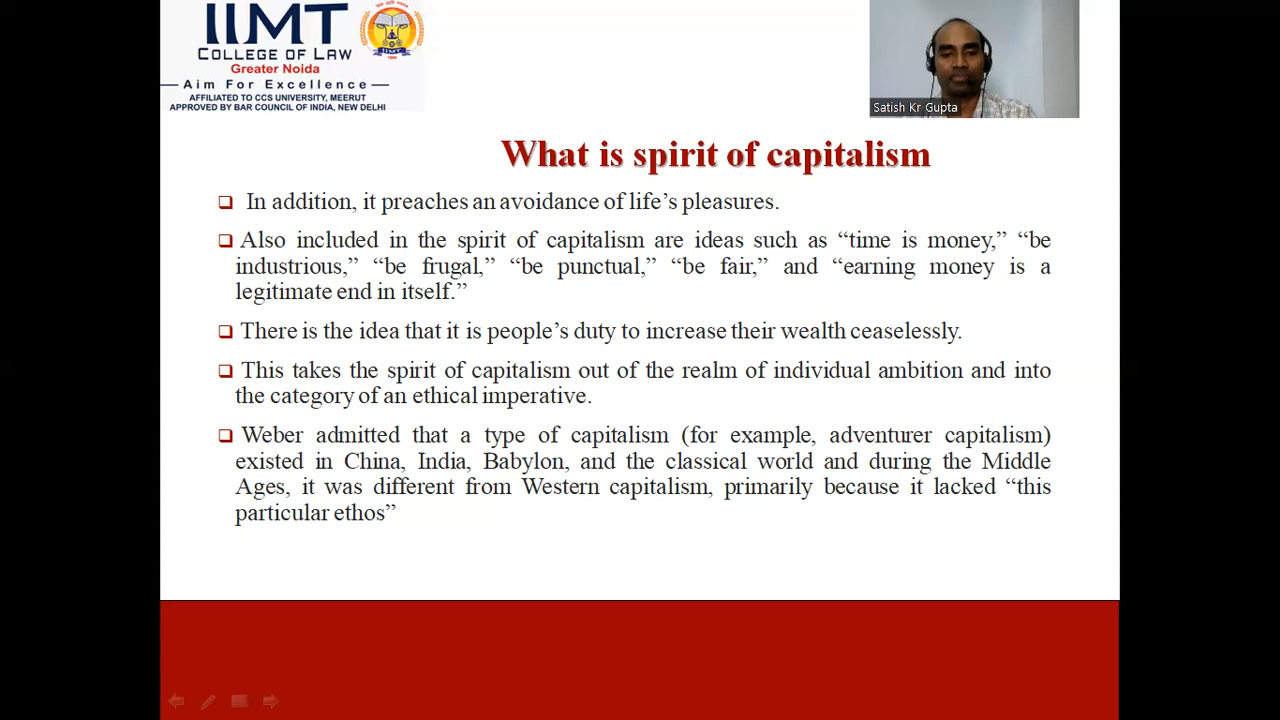 IIMT
COLLEGE OF LAW
Greater Noida
Aim For Excellence
AFFILIATED TO CCS UNIVERSITY, MEERUT
APPROVED BY BAR COUNCIL OF INDIA, NEW DELHI
IIMT
Satish Kr Gupta
What is spirit of capitalism
In addition, it preaches an avoidance of life’s pleasures.
Also included in the spirit of capitalism are ideas such as “time is money,” “be
industrious,” “be frugal,” “be punctual,” “be fair,” and “earning money is a
legitimate end in itself.”
There is the idea that it is people’s duty to increase their wealth ceaselessly.
This takes the spirit of capitalism out of the realm of individual ambition and into
the category of an ethical imperative.
Weber admitted that a type of capitalism (for example, adventurer capitalism)
existed in China, India, Babylon, and the classical world and during the Middle
Ages, it was different from Western capitalism, primarily because it lacked “this
particular ethos”